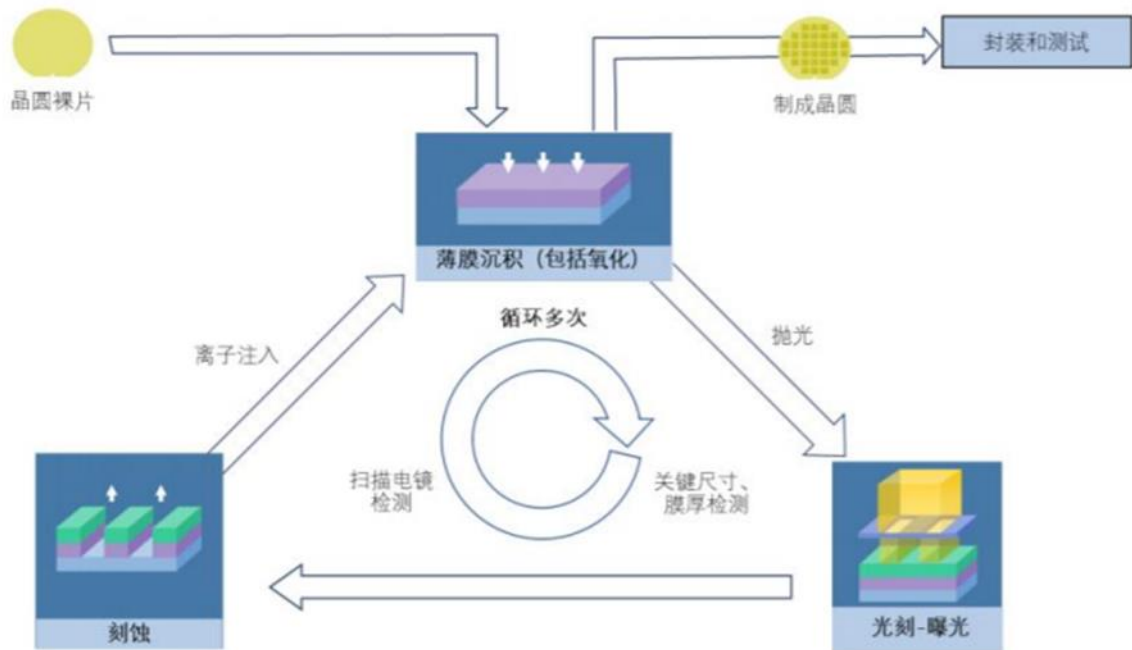 晶圆裸片
制成晶圆
封装和测试
薄膜沉积（包括氧化）
循环多次
离子注入
抛光
扫描电镜
检测
关键尺寸、
膜厚检测
刻蚀
光刻-曝光